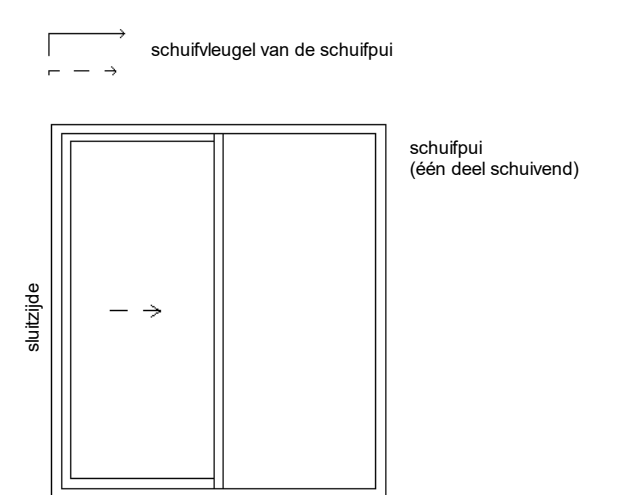 schuifvleugel van de schuifpui
schuifpui
(één deel schuivend)
sluitzijde